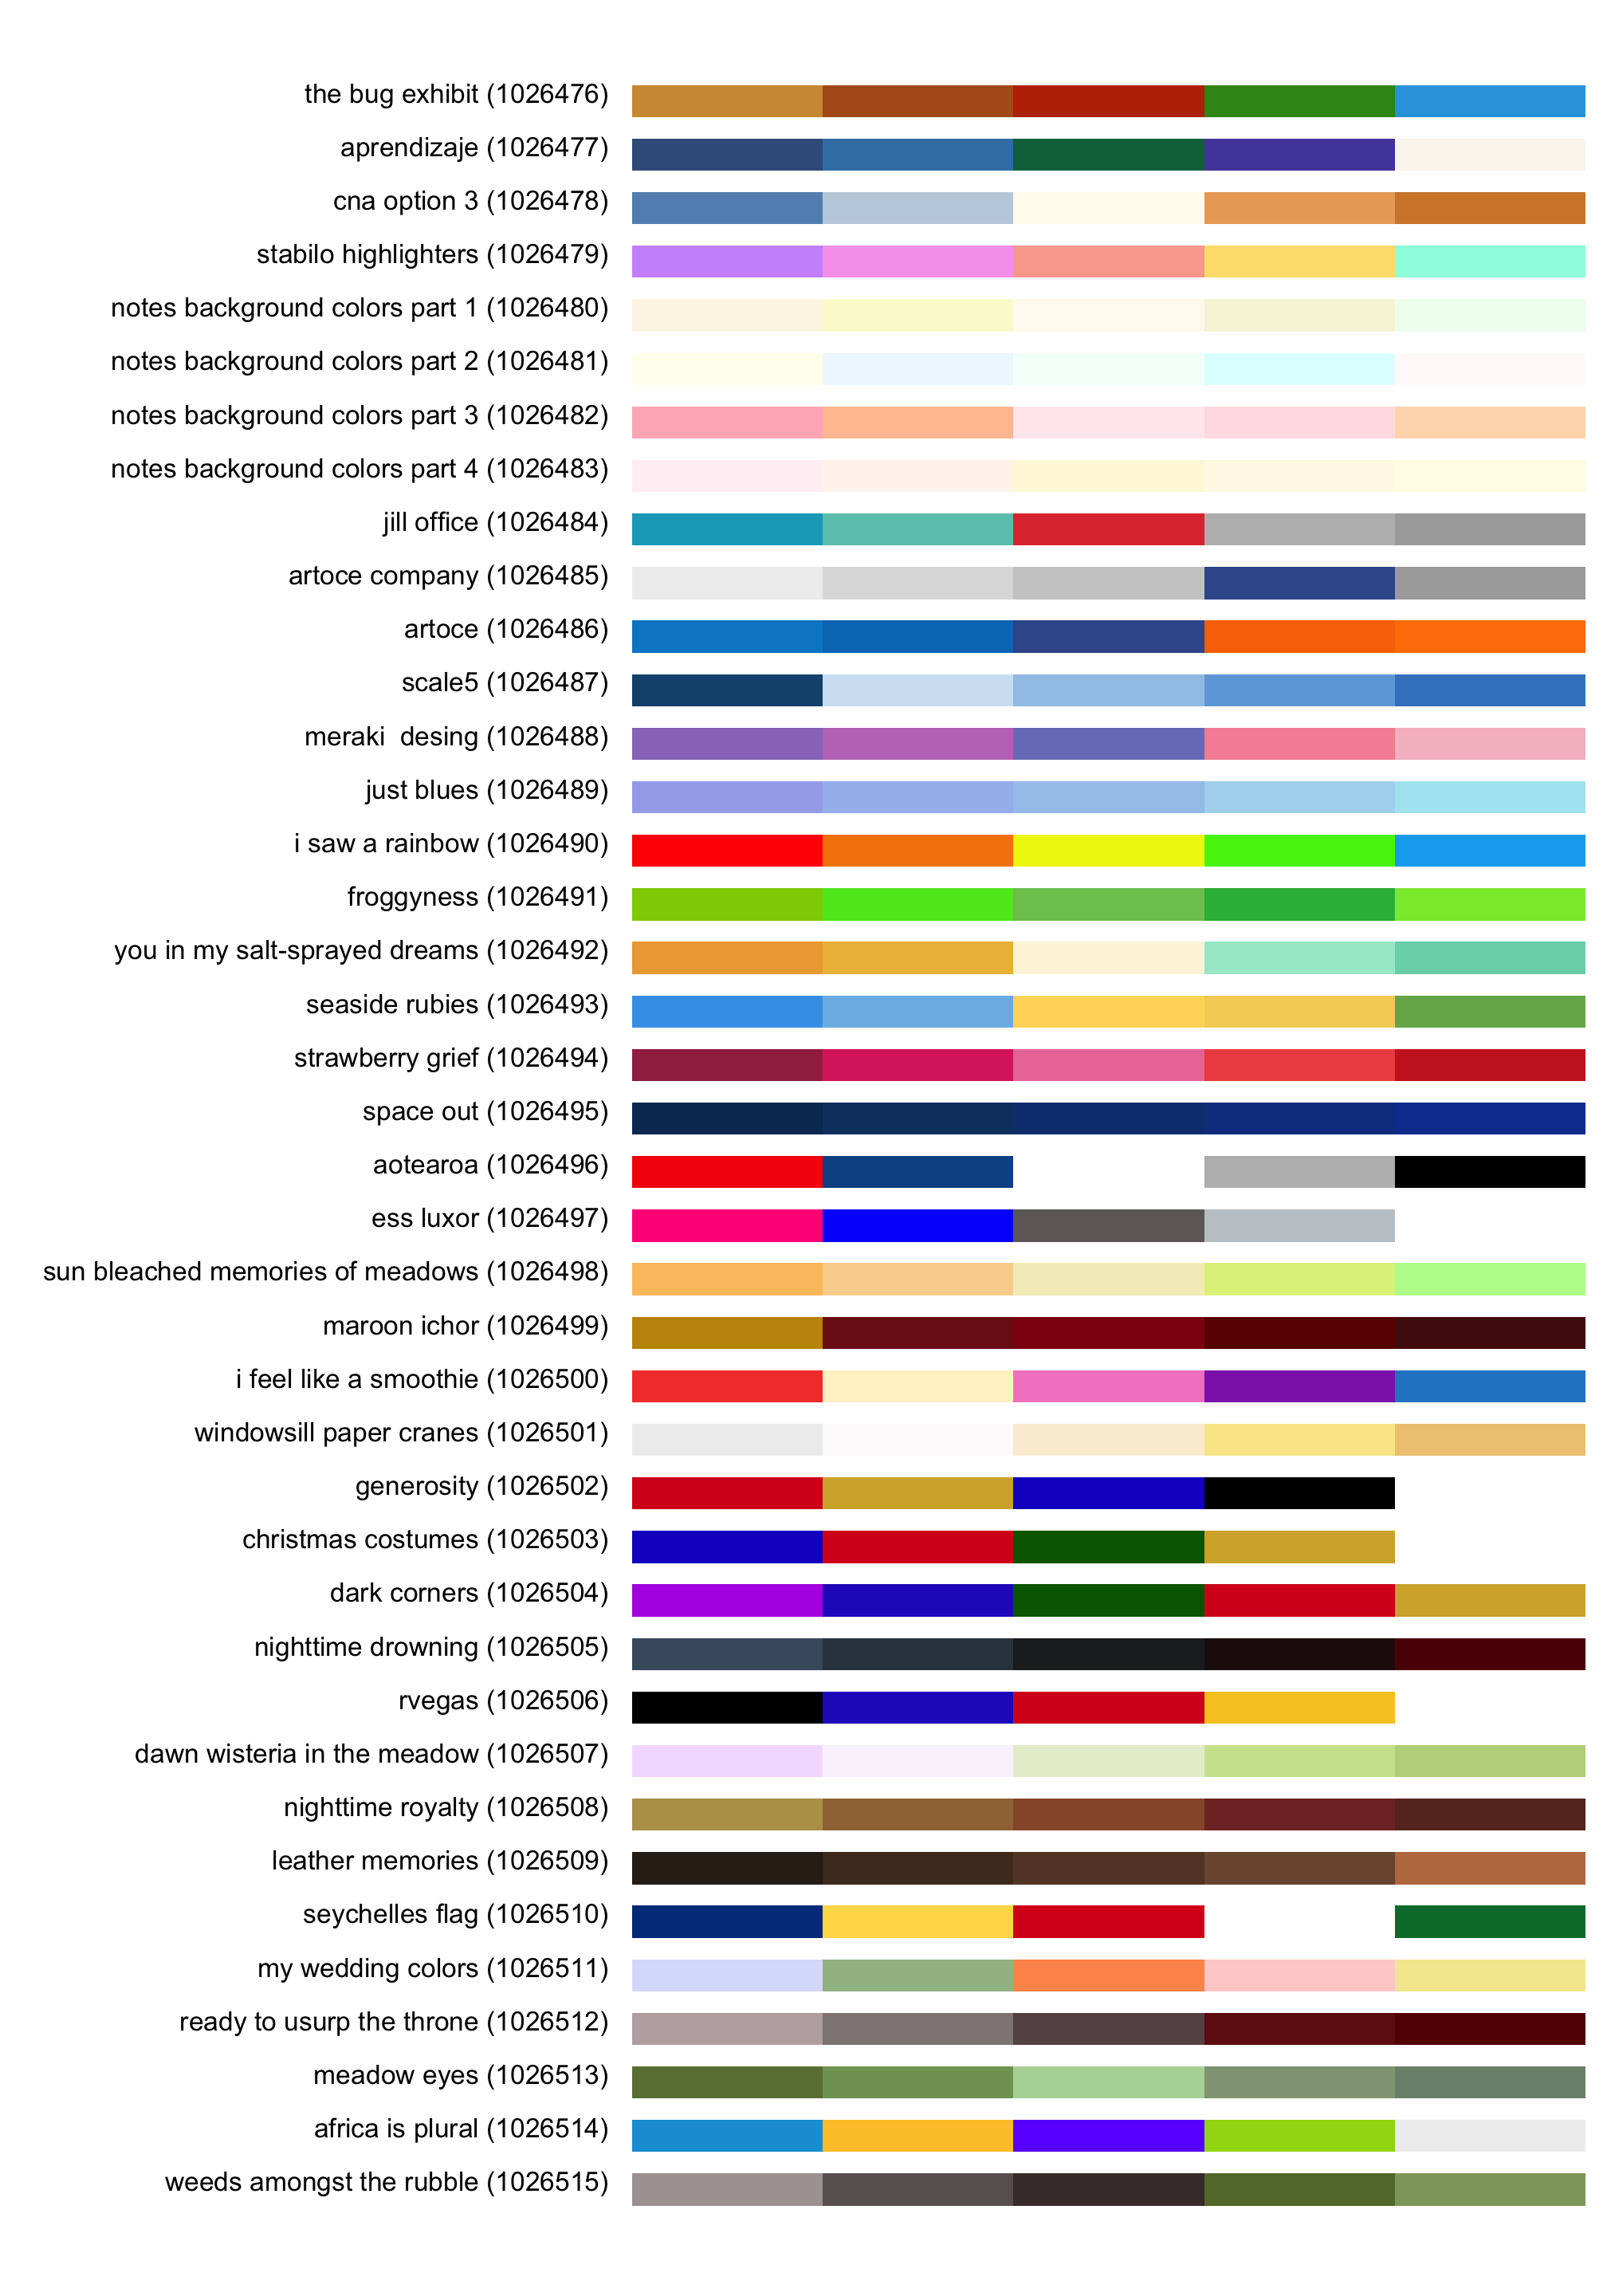 the bug exhibit (1026476)
aprendizaje (1026477)
cna option 3 (1026478)
stabilo highlighters (1026479)
notes background colors part 1 (1026480)
notes background colors part 2 (1026481)
notes background colors part 3 (1026482)
notes background colors part 4 (1026483)
jill office (1026484)
artoce company (1026485)
artoce (1026486)
scale5 (1026487)
meraki  desing (1026488)
just blues (1026489)
i saw a rainbow (1026490)
froggyness (1026491)
you in my salt-sprayed dreams (1026492)
seaside rubies (1026493)
strawberry grief (1026494)
space out (1026495)
aotearoa (1026496)
ess luxor (1026497)
sun bleached memories of meadows (1026498)
maroon ichor (1026499)
i feel like a smoothie (1026500)
windowsill paper cranes (1026501)
generosity (1026502)
christmas costumes (1026503)
dark corners (1026504)
nighttime drowning (1026505)
rvegas (1026506)
dawn wisteria in the meadow (1026507)
nighttime royalty (1026508)
leather memories (1026509)
seychelles flag (1026510)
my wedding colors (1026511)
ready to usurp the throne (1026512)
meadow eyes (1026513)
africa is plural (1026514)
weeds amongst the rubble (1026515)